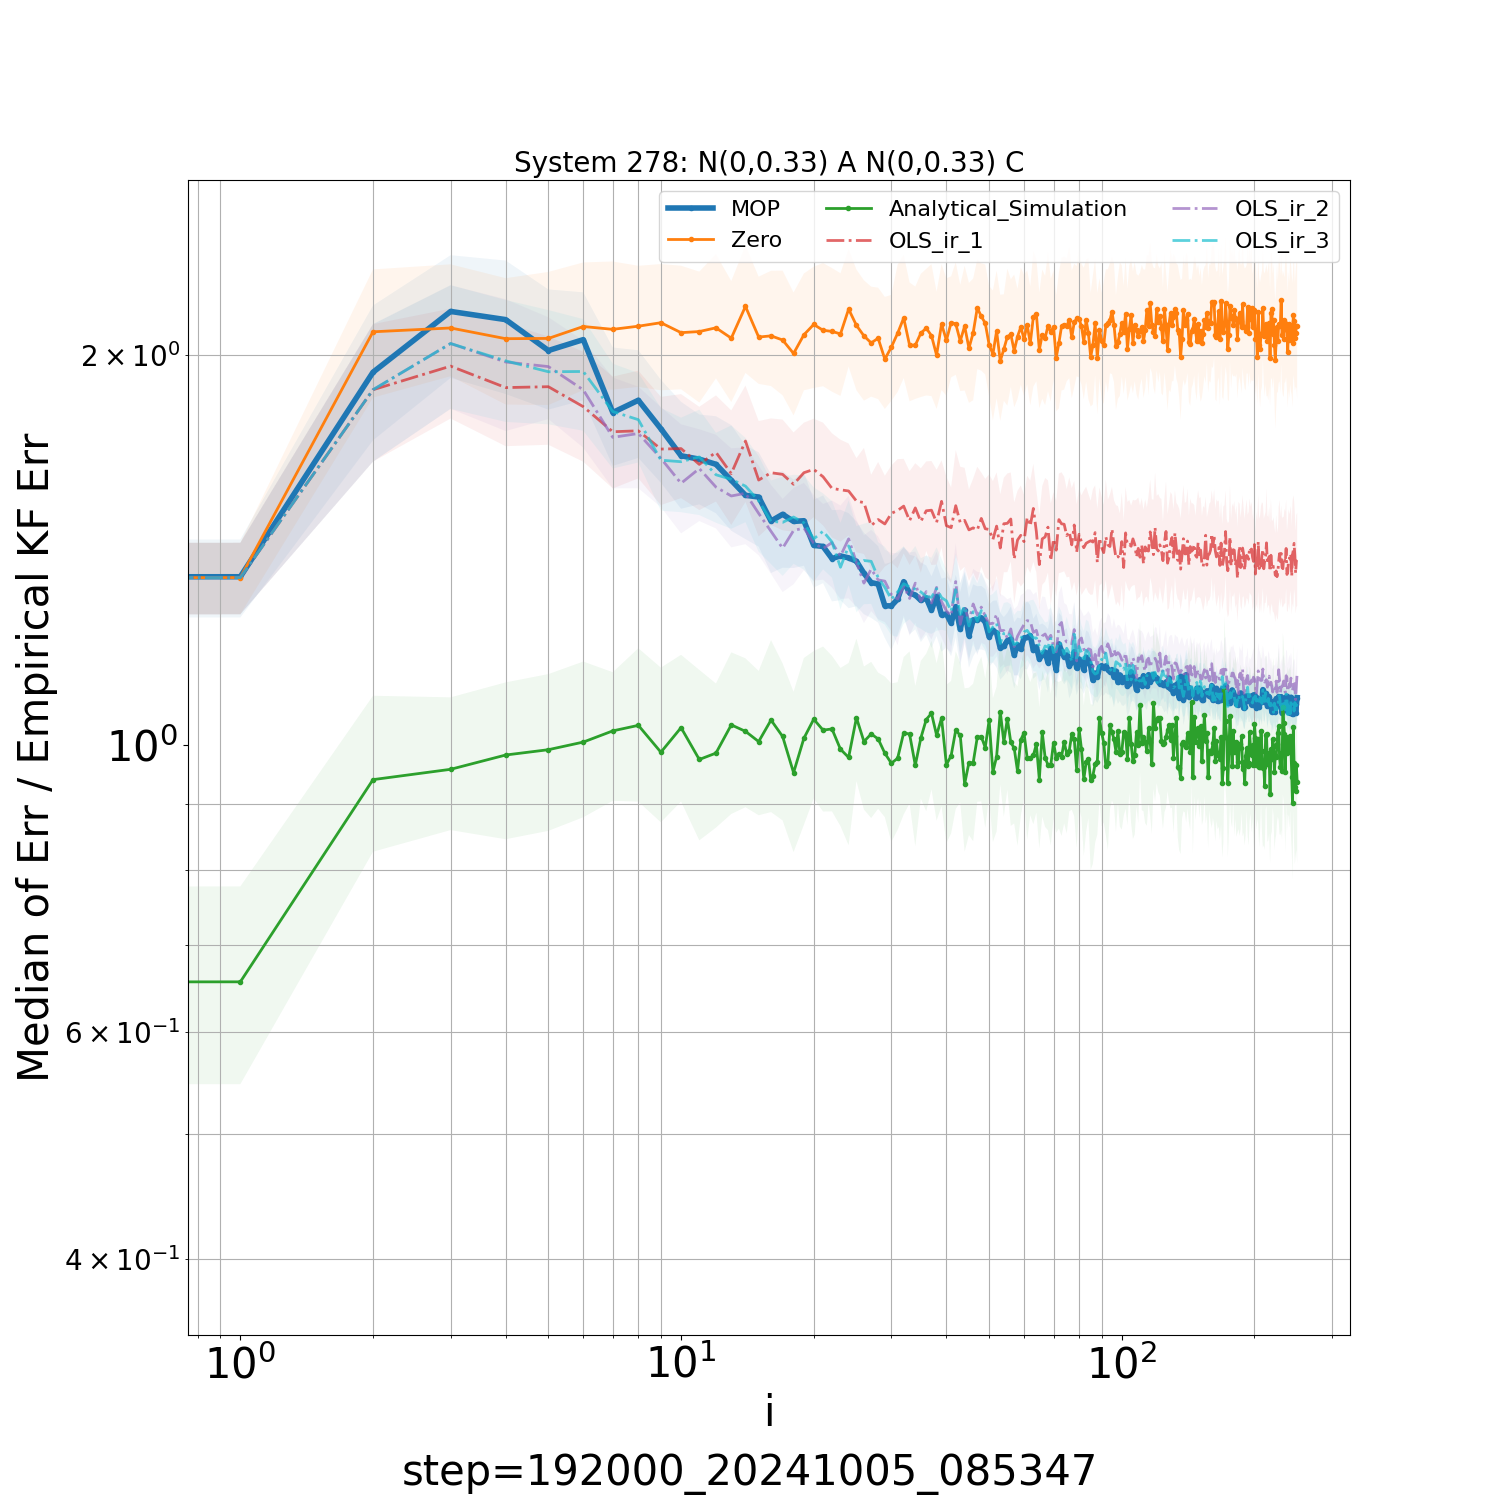 System 278: N(0,0.33) A N(0,0.33) C
MOP
Zero
Analytical_Simulation
OLS_ir_1
OLS_ir_2
OLS_ir_3
Median of Err / Empirical KF Err
2 × 10⁰
10⁰
6 × 10⁻¹
4 × 10⁻¹
10⁰ 10¹ 10²
i
step=192000_20241005_085347